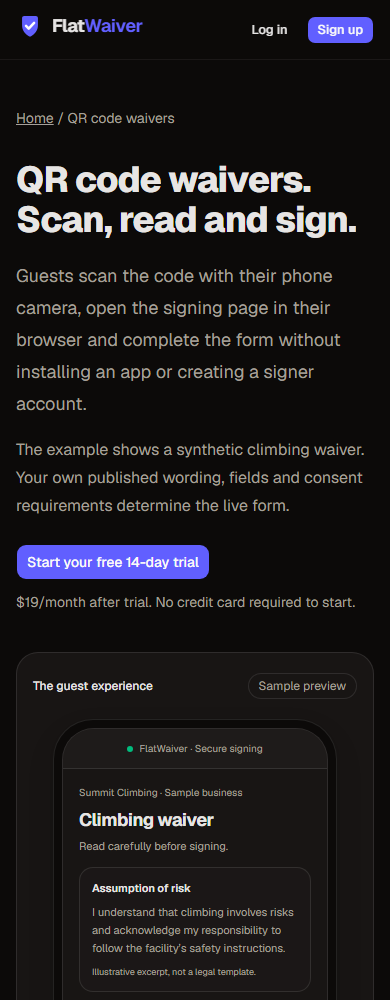 FlatWaiver
Log in
Sign up
Home / QR code waivers
QR code waivers.
Scan, read and sign.
Guests scan the code with their phone
camera, open the signing page in their
browser and complete the form without
installing an app or creating a signer
account.
The example shows a synthetic climbing waiver.
Your own published wording, fields and consent
requirements determine the live form.
Start your free 14-day trial
$19/month after trial. No credit card required to start.
The guest experience
Sample preview
FlatWaiver · Secure signing
Summit Climbing · Sample business
Climbing waiver
Read carefully before signing.
Assumption of risk
I understand that climbing involves risks
and acknowledge my responsibility to
follow the facility's safety instructions.
Illustrative excerpt, not a legal template.